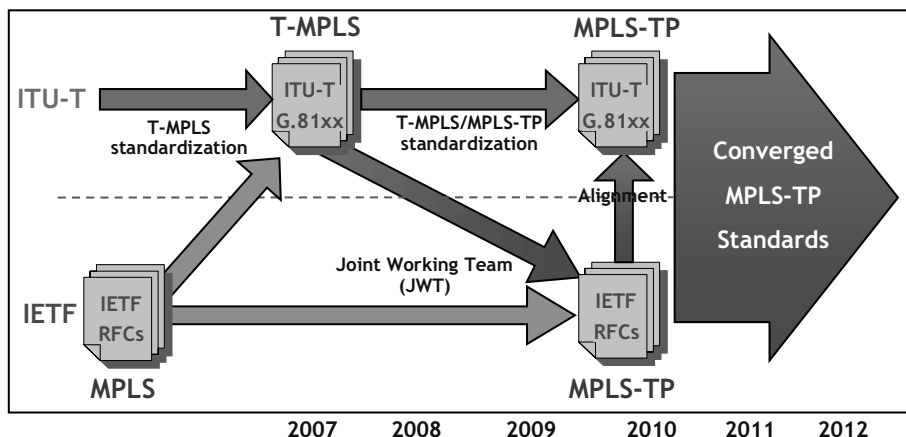 T-MPLS
MPLS-TP
ITU-T
ITU-T
G.81xx
ITU-T
G.81xx
T-MPLS
standardization
T-MPLS/MPLS-TP
standardization
Converged
MPLS-TP
Standards
Alignment
Joint Working Team
(JWT)
IETF
IETF
RFCs
IETF
RFCs
MPLS
MPLS-TP
2007
2008
2009
2010
2011
2012